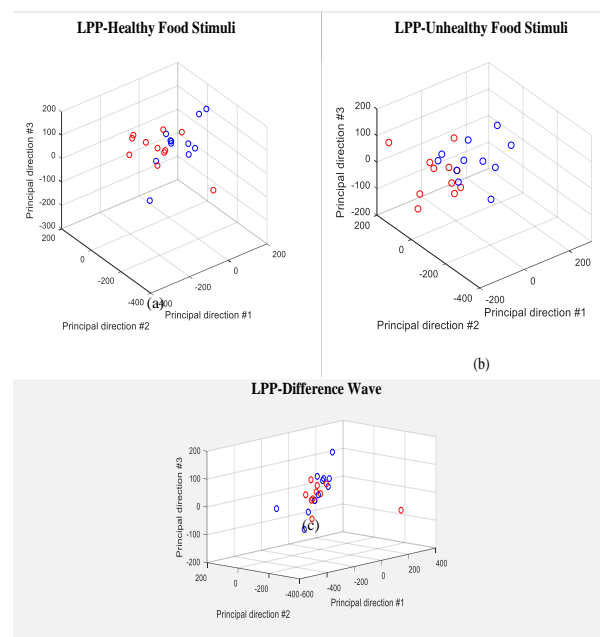 LPP-Healthy Food Stimuli
200
100
0
-100
-200
-300
200
0
-200
-400
-400
-200
0
200
Principal direction #3
Principal direction #2
Principal direction #1
(a)
LPP-Unhealthy Food Stimuli
200
100
0
-100
-200
200
0
-200
-400
-200
0
200
Principal direction #3
Principal direction #2
Principal direction #1
(b)
LPP-Difference Wave
200
100
0
-100
-200
200
0
-200
-400
-600
-400
-200
0
200
400
Principal direction #3
Principal direction #2
Principal direction #1
(c)